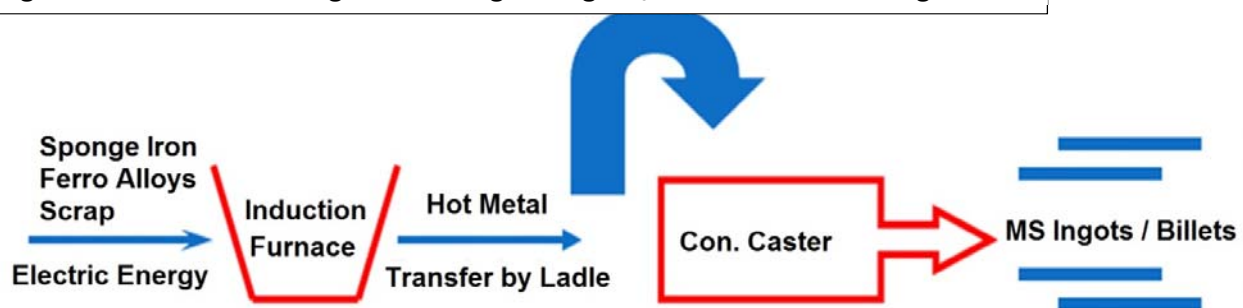 Sponge Iron
Ferro Alloys
Scrap
Electric Energy
Induction
Furnace
Hot Metal
Transfer by Ladle
Con. Caster
MS Ingots / Billets